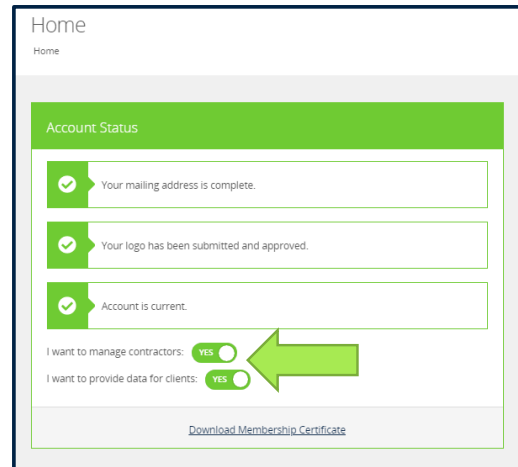 Home
Home
Account Status
Your mailing address is complete.
Your logo has been submitted and approved.
Account is current.
I want to manage contractors: YES
I want to provide data for clients: YES
Download Membership Certificate